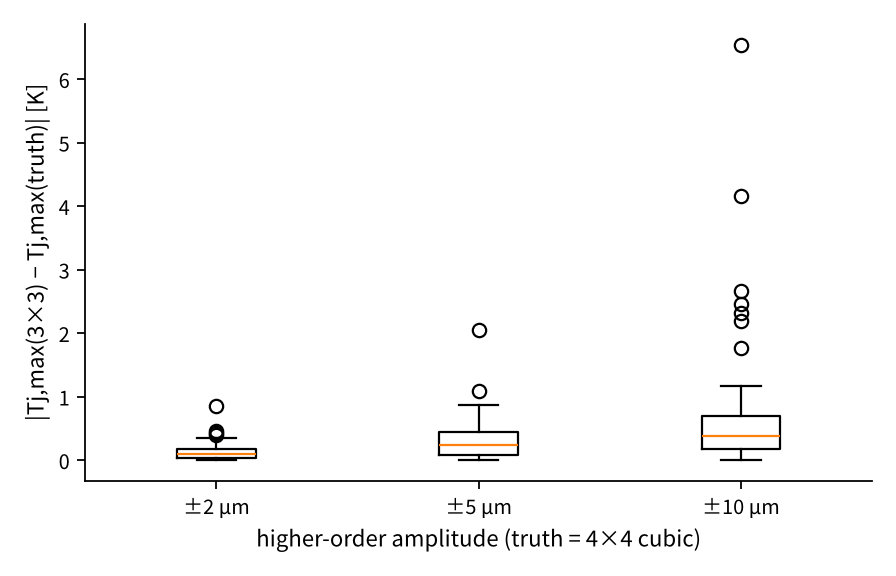 |Tj,max(3×3) − Tj,max(truth)| [K]
6
5
4
3
2
1
0
±2 µm
±5 µm
±10 µm
higher-order amplitude (truth = 4×4 cubic)